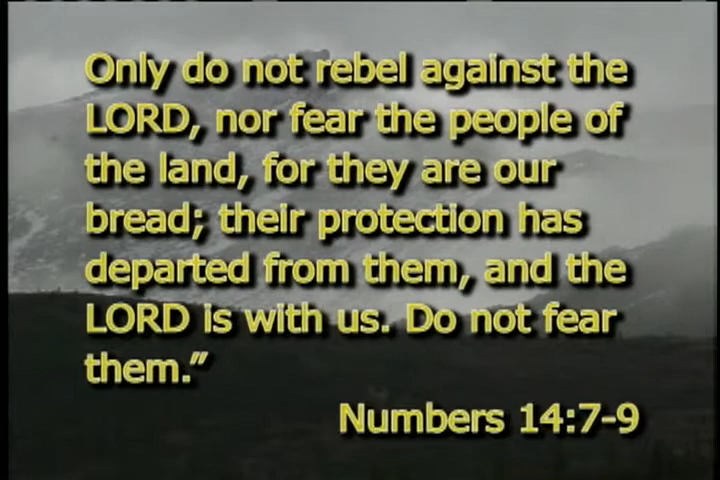 Only do not rebel against the
LORD, nor fear the people of
the land, for they are our
bread; their protection has
departed from them, and the
LORD is with us. Do not fear
them.”
Numbers 14:7-9